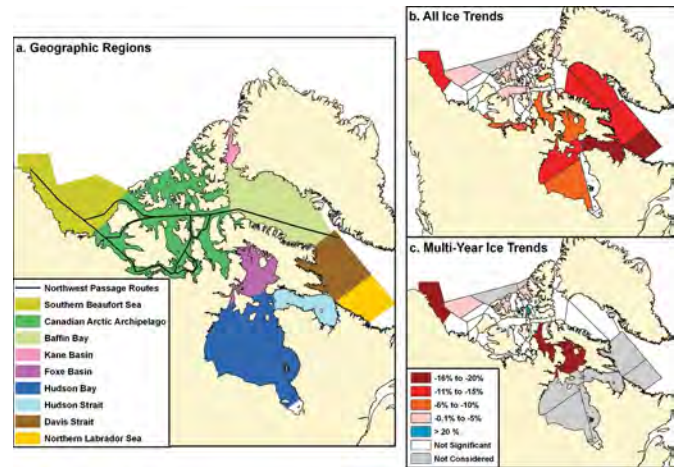 a. Geographic Regions
Northwest Passage Routes
Southern Beaufort Sea
Canadian Arctic Archipelago
Baffin Bay
Kane Basin
Foxe Basin
Hudson Bay
Hudson Strait
Davis Strait
Northern Labrador Sea
b. All Ice Trends
c. Multi-Year Ice Trends
-16% to -20%
-11% to -15%
-6% to -10%
-0.1% to -5%
> 20 %
Not Significant
Not Considered